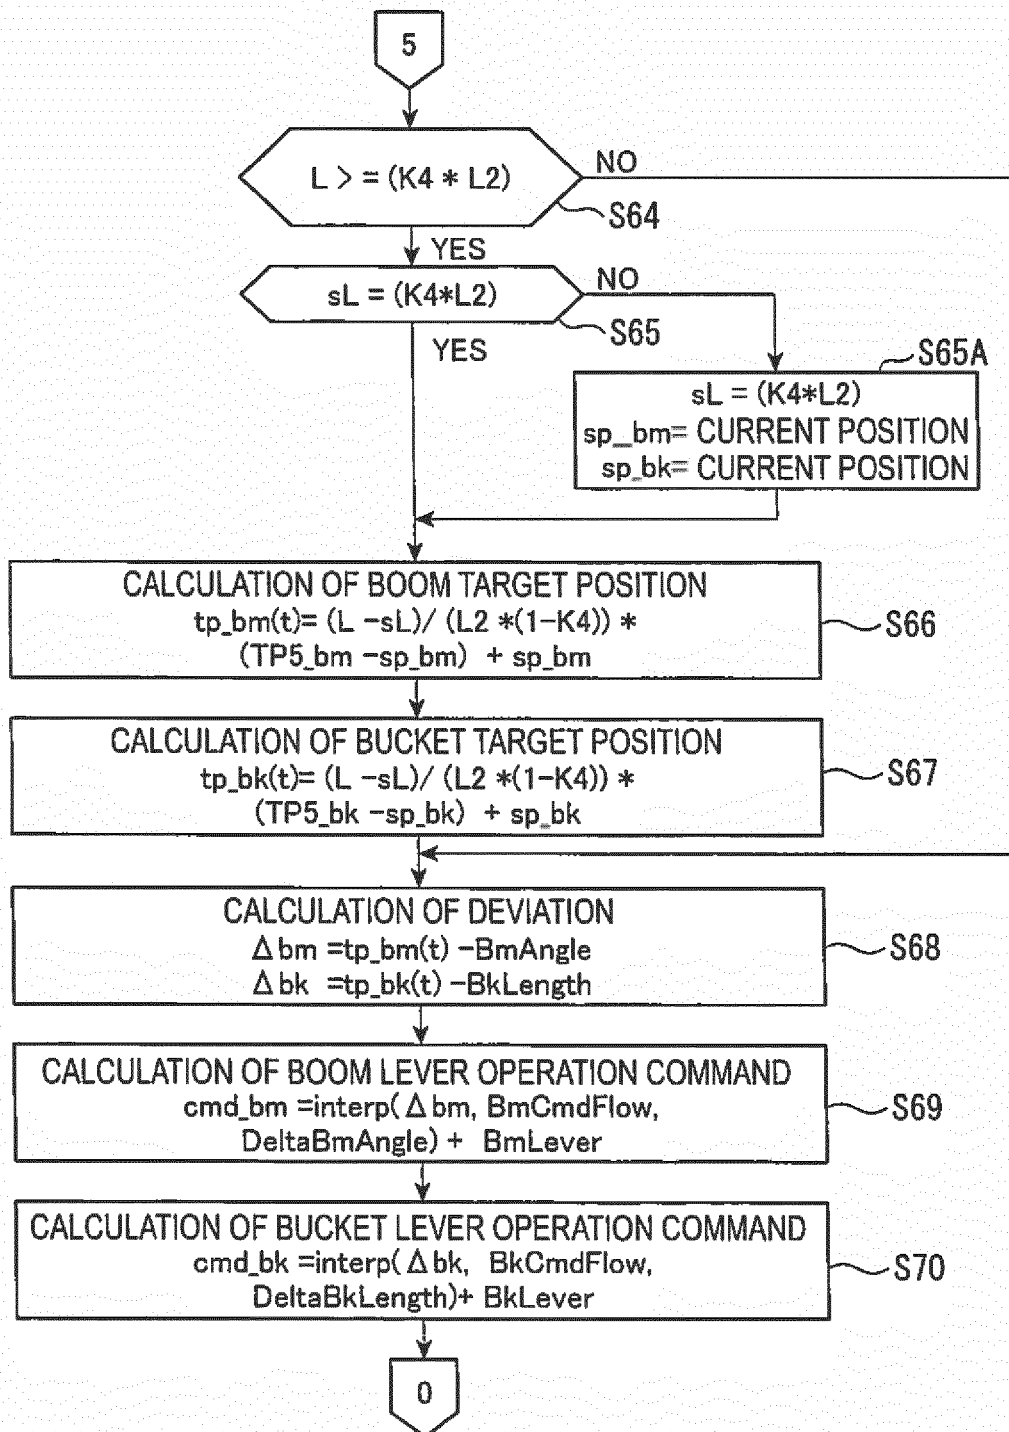 5
L > = (K4 * L2)
NO
S64
YES
sL = (K4*L2)
NO
S65
YES
S65A
sL = (K4*L2)
sp_bm= CURRENT POSITION
sp_bk= CURRENT POSITION
CALCULATION OF BOOM TARGET POSITION
tp_bm(t)= (L -sL)/ (L2 *(1-K4)) *
(TP5_bm -sp_bm) + sp_bm
S66
CALCULATION OF BUCKET TARGET POSITION
tp_bk(t)= (L -sL)/ (L2 *(1-K4)) *
(TP5_bk -sp_bk) + sp_bk
S67
CALCULATION OF DEVIATION
Δbm =tp_bm(t) -BmAngle
Δbk =tp_bk(t) -BkLength
S68
CALCULATION OF BOOM LEVER OPERATION COMMAND
cmd_bm =interp(Δbm, BmCmdFlow,
DeltaBmAngle) + BmLever
S69
CALCULATION OF BUCKET LEVER OPERATION COMMAND
cmd_bk =interp(Δbk, BkCmdFlow,
DeltaBkLength)+ BkLever
S70
0